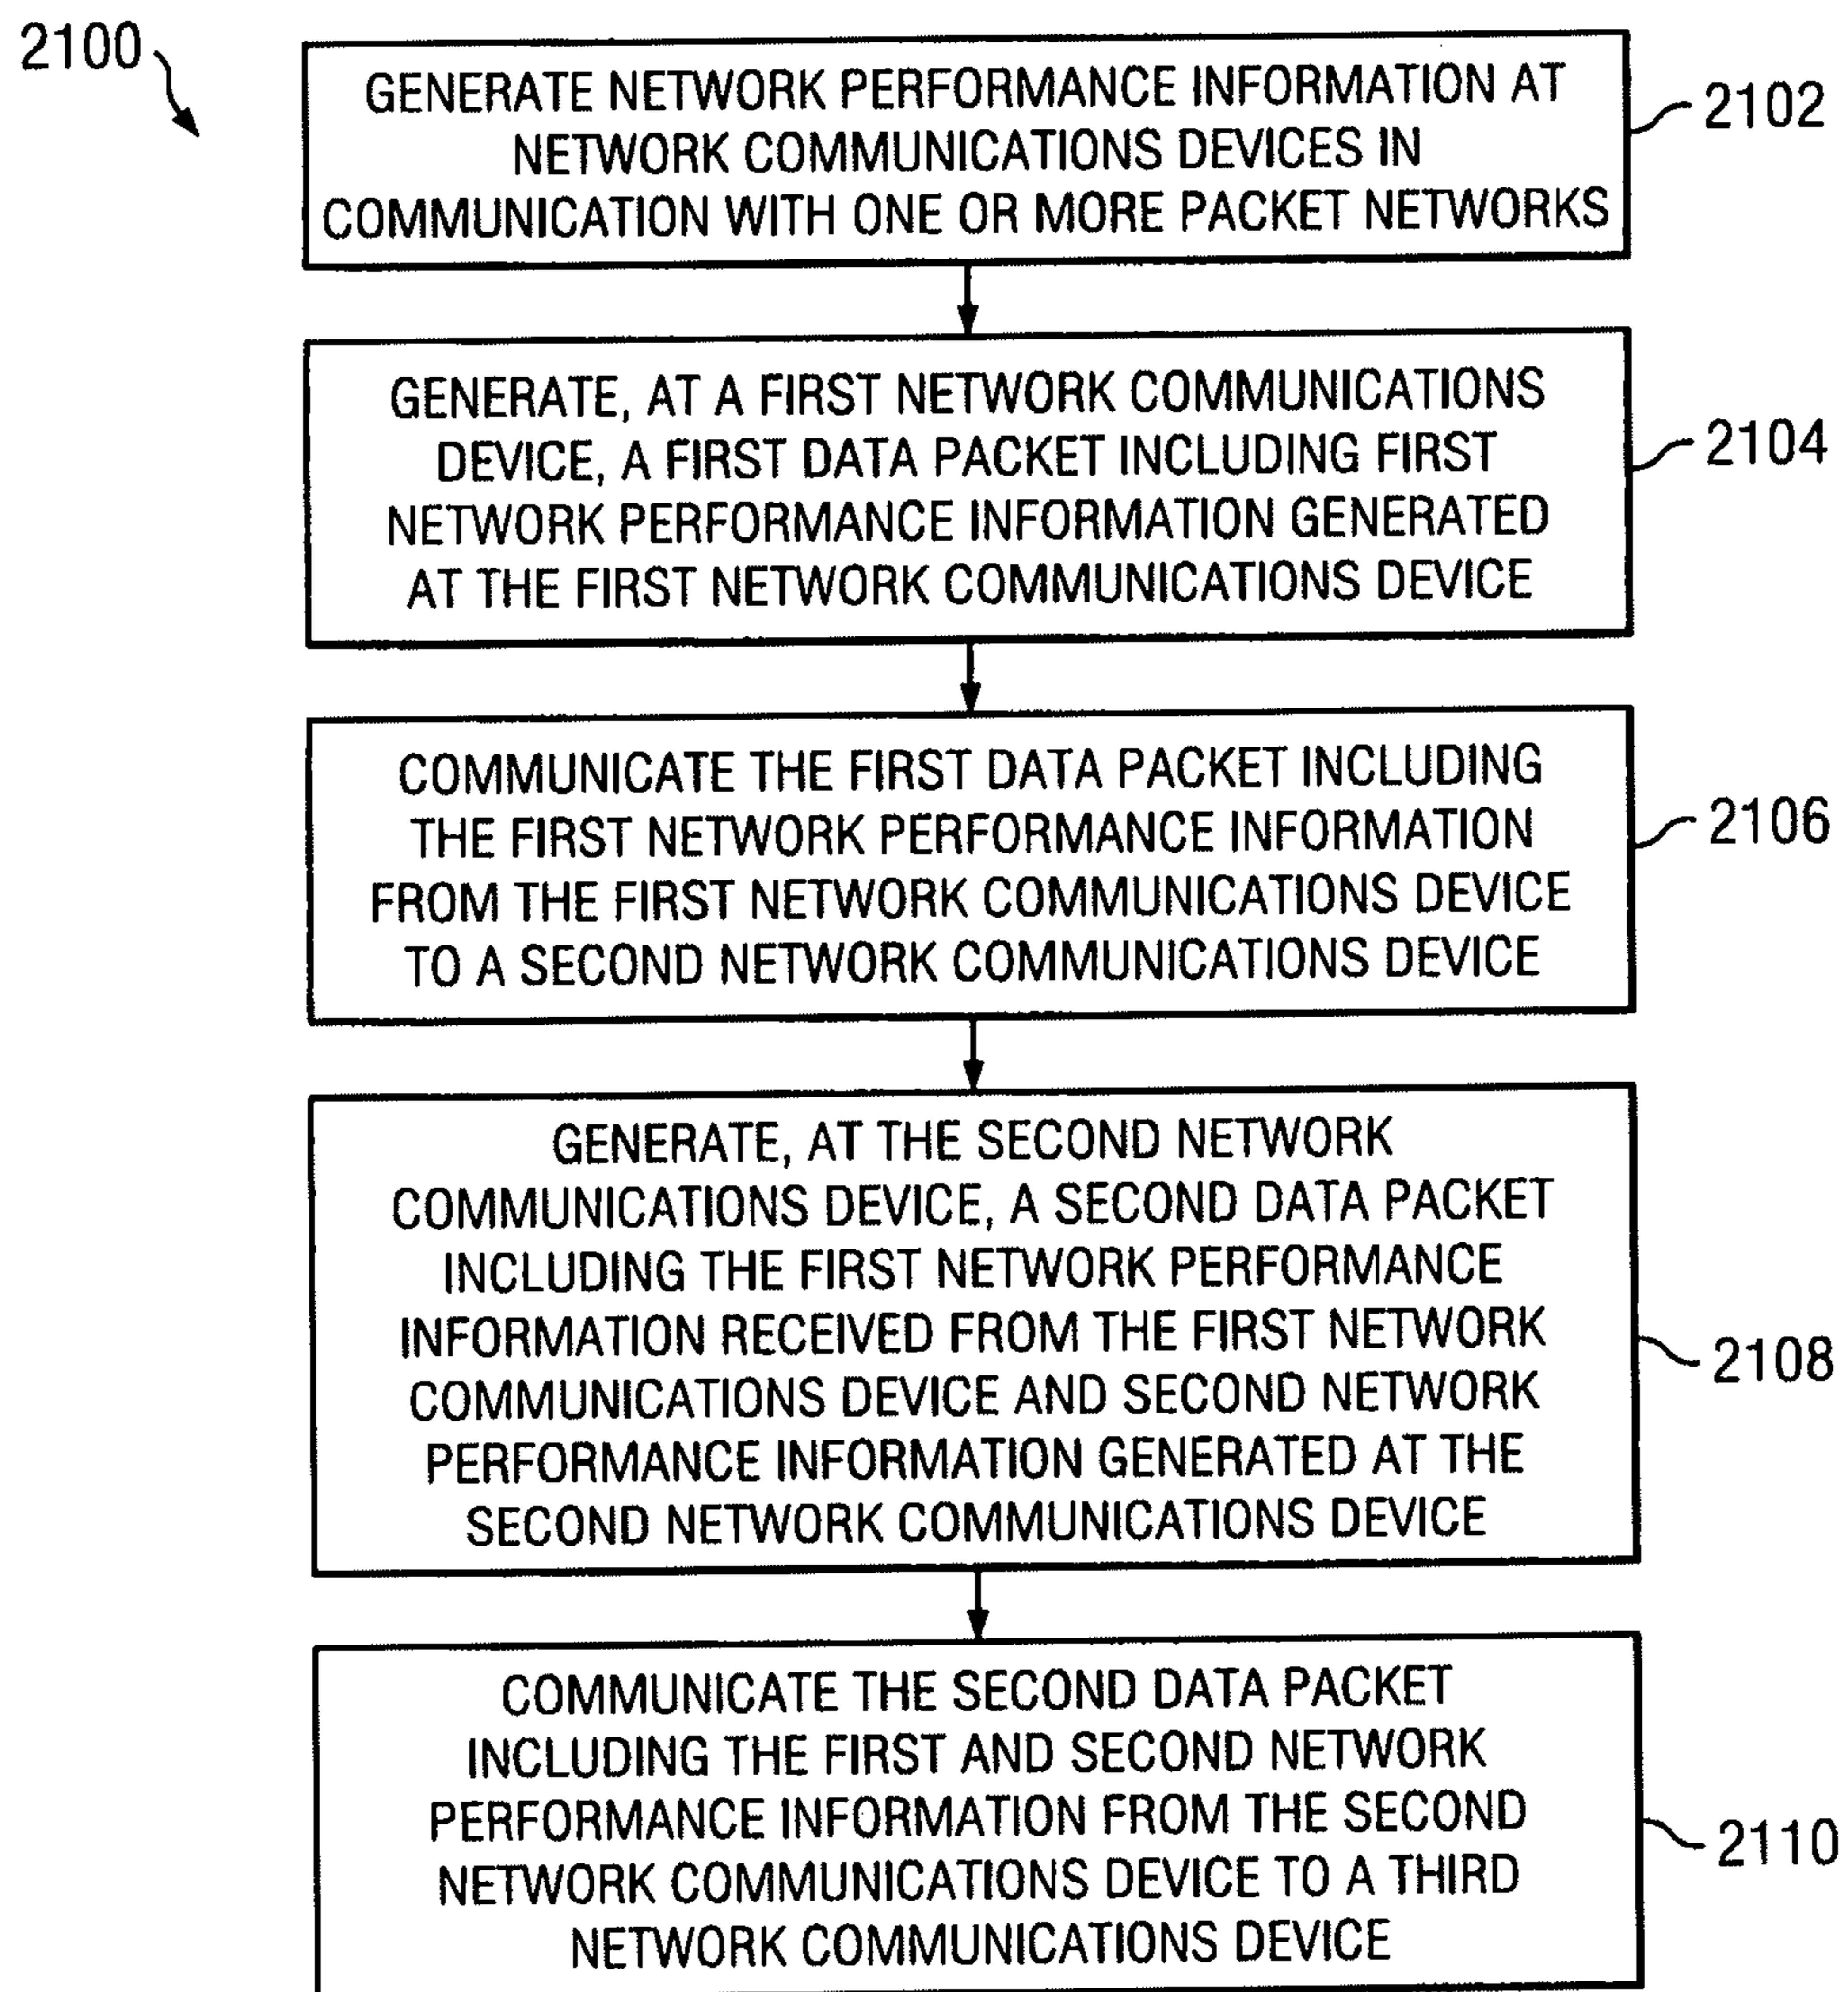 2100
GENERATE NETWORK PERFORMANCE INFORMATION AT
NETWORK COMMUNICATIONS DEVICES IN
COMMUNICATION WITH ONE OR MORE PACKET NETWORKS
2102
GENERATE, AT A FIRST NETWORK COMMUNICATIONS
DEVICE, A FIRST DATA PACKET INCLUDING FIRST
NETWORK PERFORMANCE INFORMATION GENERATED
AT THE FIRST NETWORK COMMUNICATIONS DEVICE
2104
COMMUNICATE THE FIRST DATA PACKET INCLUDING
THE FIRST NETWORK PERFORMANCE INFORMATION
FROM THE FIRST NETWORK COMMUNICATIONS DEVICE
TO A SECOND NETWORK COMMUNICATIONS DEVICE
2106
GENERATE, AT THE SECOND NETWORK
COMMUNICATIONS DEVICE, A SECOND DATA PACKET
INCLUDING THE FIRST NETWORK PERFORMANCE
INFORMATION RECEIVED FROM THE FIRST NETWORK
COMMUNICATIONS DEVICE AND SECOND NETWORK
PERFORMANCE INFORMATION GENERATED AT THE
SECOND NETWORK COMMUNICATIONS DEVICE
2108
COMMUNICATE THE SECOND DATA PACKET
INCLUDING THE FIRST AND SECOND NETWORK
PERFORMANCE INFORMATION FROM THE SECOND
NETWORK COMMUNICATIONS DEVICE TO A THIRD
NETWORK COMMUNICATIONS DEVICE
2110